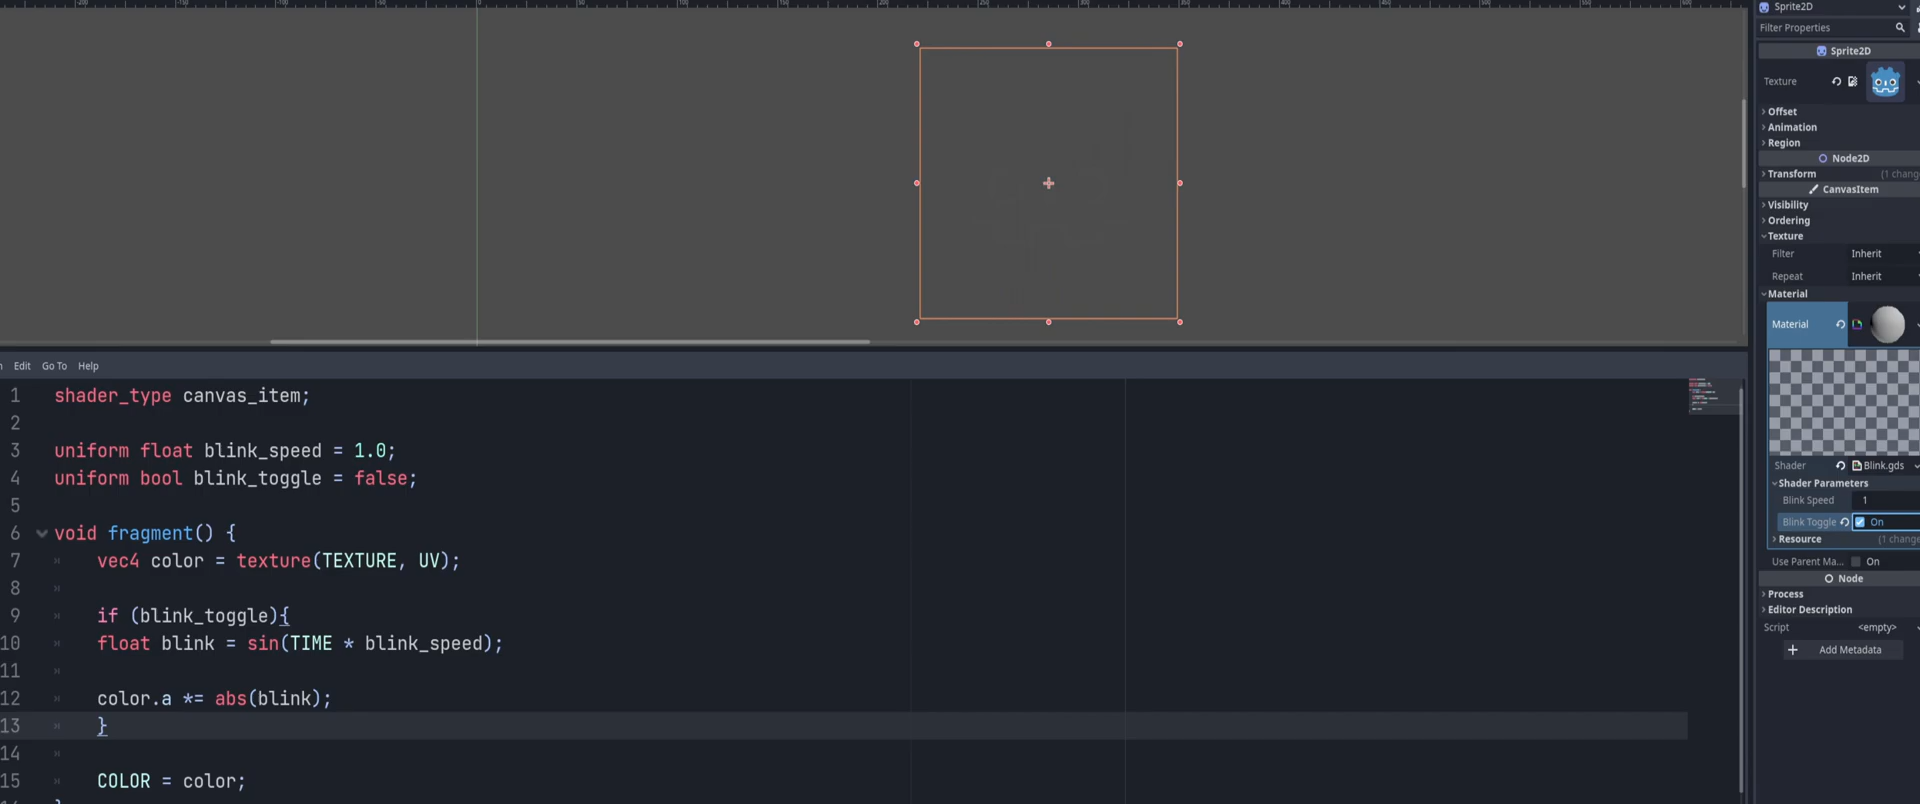 Sprite2D
Filter Properties
Sprite2D
Texture
Offset
Animation
Region
Node2D
Transform (1 chang
CanvasItem
Visibility
Ordering
Texture
Filter Inherit
Repeat Inherit
Material
Material
Shader Blink.gds
Shader Parameters
Blink Speed 1
Blink Toggle On
Resource (1 change
Use Parent Ma... On
Node
Process
Editor Description
Script <empty>
Add Metadata
Edit Go To Help
1 shader_type canvas_item;
2
3 uniform float blink_speed = 1.0;
4 uniform bool blink_toggle = false;
5
6 void fragment() {
7 vec4 color = texture(TEXTURE, UV);
8
9 if (blink_toggle){
10 float blink = sin(TIME * blink_speed);
11
12 color.a *= abs(blink);
13 }
14
15 COLOR = color;